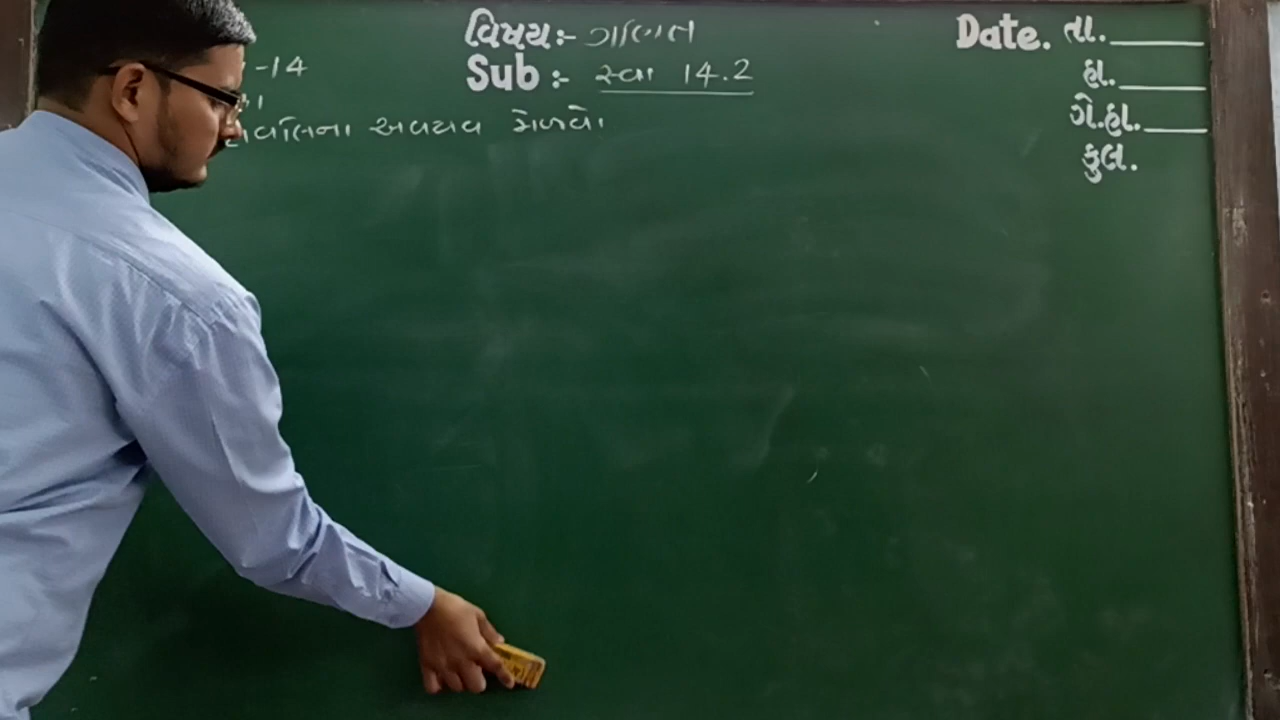 વિષય:- ગણિત
Sub:- સ્વા 14.2
-14
અવયવ મેળવો
Date. તા.
હા.
ગે.હા.
કુલ.